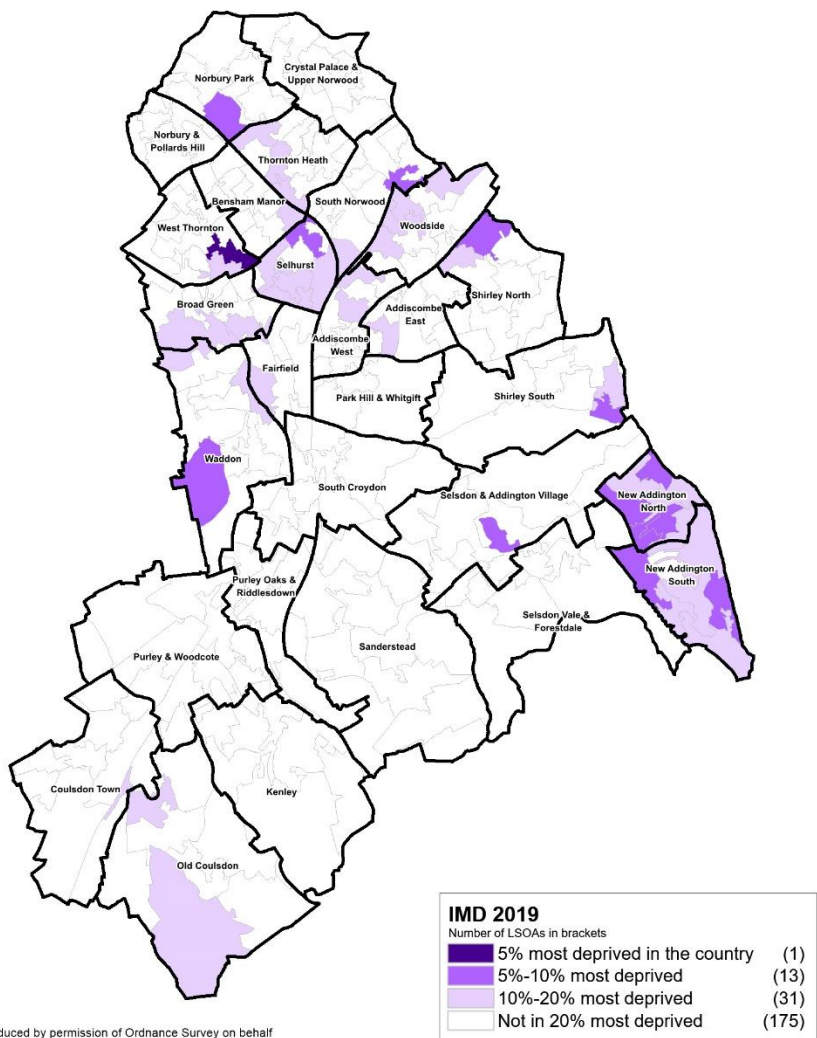 Crystal Palace &
Upper Norwood
Norbury Park
Norbury &
Pollards Hill
Thornton Heath
Bensham Manor
South Norwood
West Thornton
Woodside
Selhurst
Shirley North
Broad Green
Addiscombe
East
Addiscombe
West
Fairfield
Park Hill & Whitgift
Shirley South
Waddon
South Croydon
Selsdon & Addington Village
New Addington
North
New Addington
South
Purley Oaks &
Riddlesdown
Selsdon Vale &
Forestdale
Sanderstead
Purley & Woodcote
Coulsdon Town
Kenley
Old Coulsdon
IMD 2019
Number of LSOAs in brackets
5% most deprived in the country (1)
5%-10% most deprived (13)
10%-20% most deprived (31)
Not in 20% most deprived (175)
duced by permission of Ordnance Survey on behalf